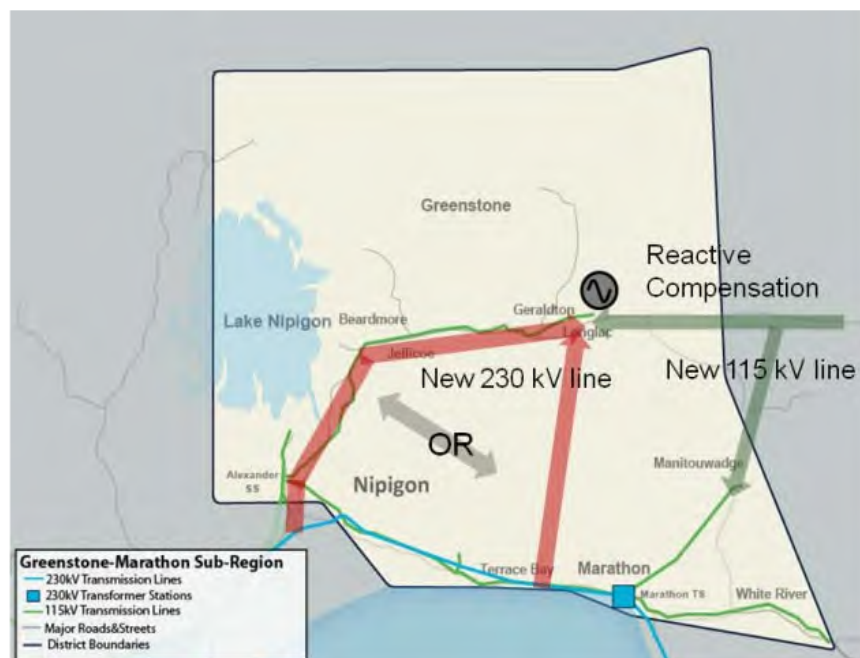 Greenstone
Reactive
Compensation
Geraldton
Lake Nipigon
Beardmore
Longlac
Jellicoe
New 230 kV line
New 115 kV line
OR
Manitouwadge
Alexander
SS
Nipigon
Terrace Bay
Marathon
Marathon TS
White River
Greenstone-Marathon Sub-Region
230kV Transmission Lines
230kV Transformer Stations
115kV Transmission Lines
Major Roads&Streets
District Boundaries